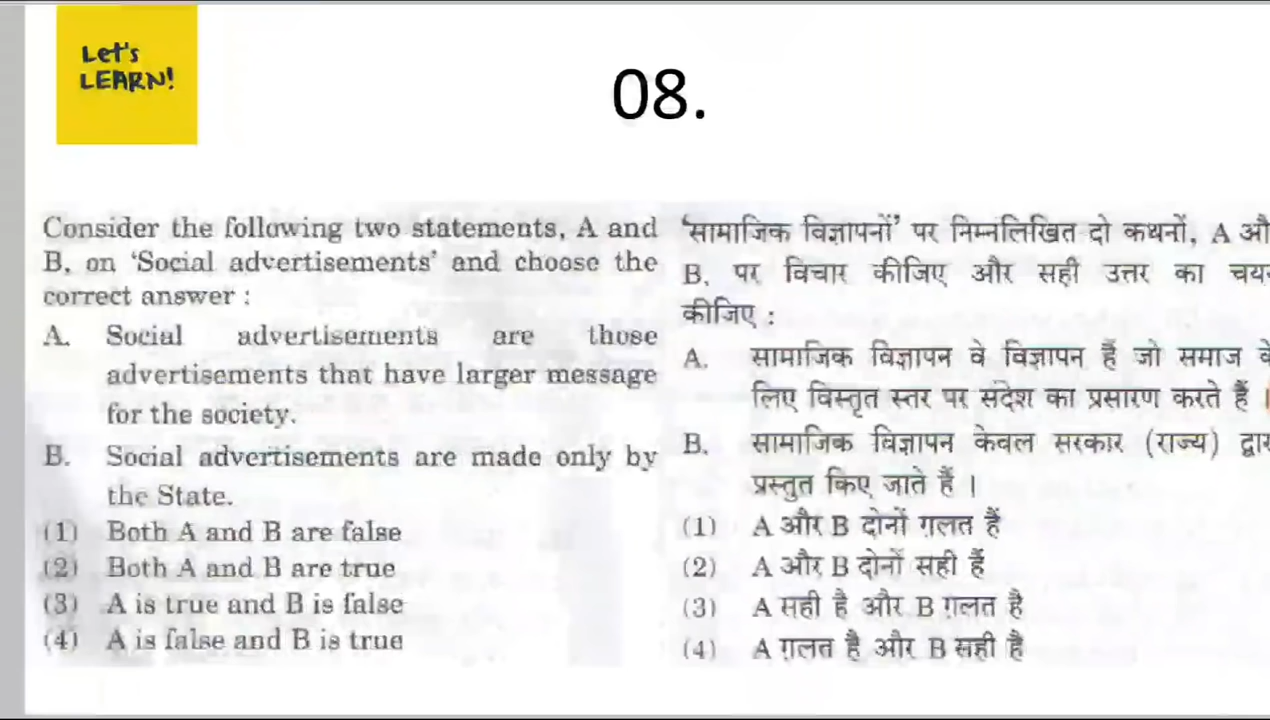 Let's
LEARN!
08.
Consider the following two statements, A and
B, on ‘Social advertisements’ and choose the
correct answer :
A. Social advertisements are those
advertisements that have larger message
for the society.
B. Social advertisements are made only by
the State.
(1) Both A and B are false
(2) Both A and B are true
(3) A is true and B is false
(4) A is false and B is true
‘सामाजिक विज्ञापनों’ पर निम्नलिखित दो कथनों, A औ
B, पर विचार कीजिए और सही उत्तर का चय
कीजिए :
A. सामाजिक विज्ञापन वे विज्ञापन हैं जो समाज के
लिए विस्तृत स्तर पर संदेश का प्रसारण करते हैं ।
B. सामाजिक विज्ञापन केवल सरकार (राज्य) द्वा
प्रस्तुत किए जाते हैं ।
(1) A और B दोनों ग़लत हैं
(2) A और B दोनों सही हैं
(3) A सही है और B ग़लत है
(4) A ग़लत है और B सही है